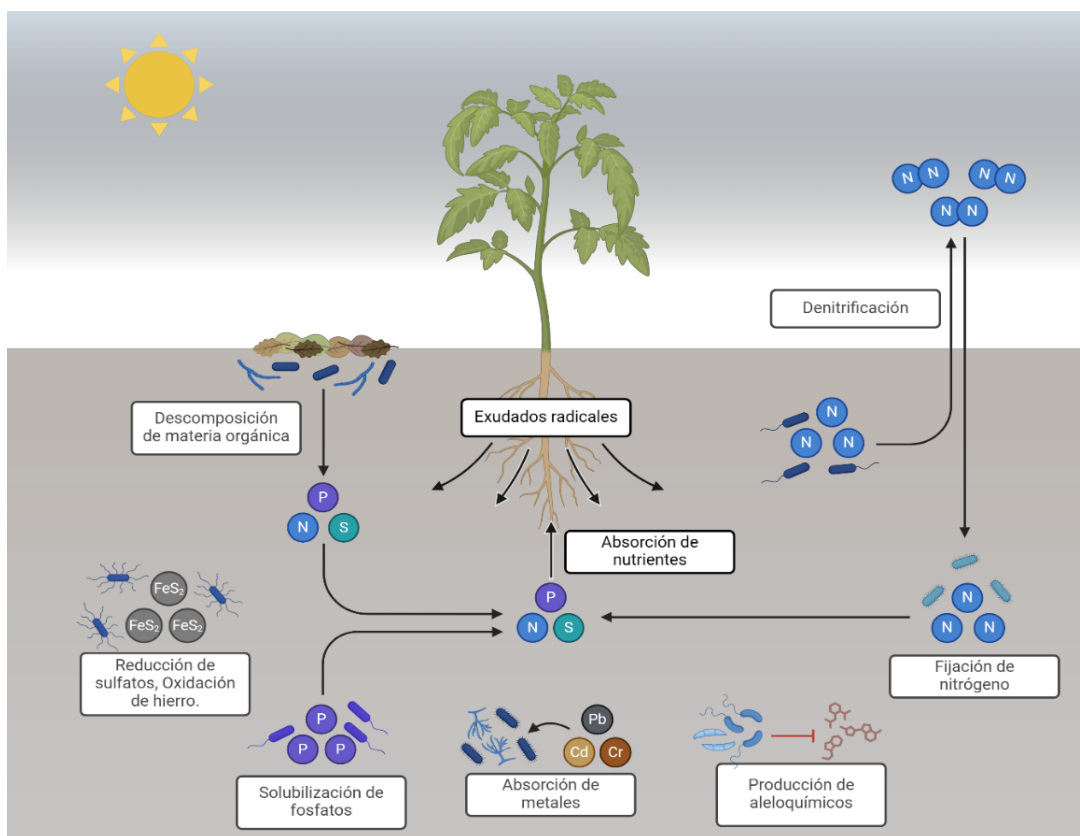 N N
N N
N N
Denitrificación
Descomposición
de materia orgánica
Exudados radicales
N
N N
P
N S
Absorción de
nutrientes
FeS₂
FeS₂ FeS₂
Reducción de
sulfatos, Oxidación
de hierro.
P
N S
N
N N
Fijación de
nitrógeno
P
P P
Solubilización de
fosfatos
Pb
Cd Cr
Absorción de
metales
Producción de
aleloquímicos